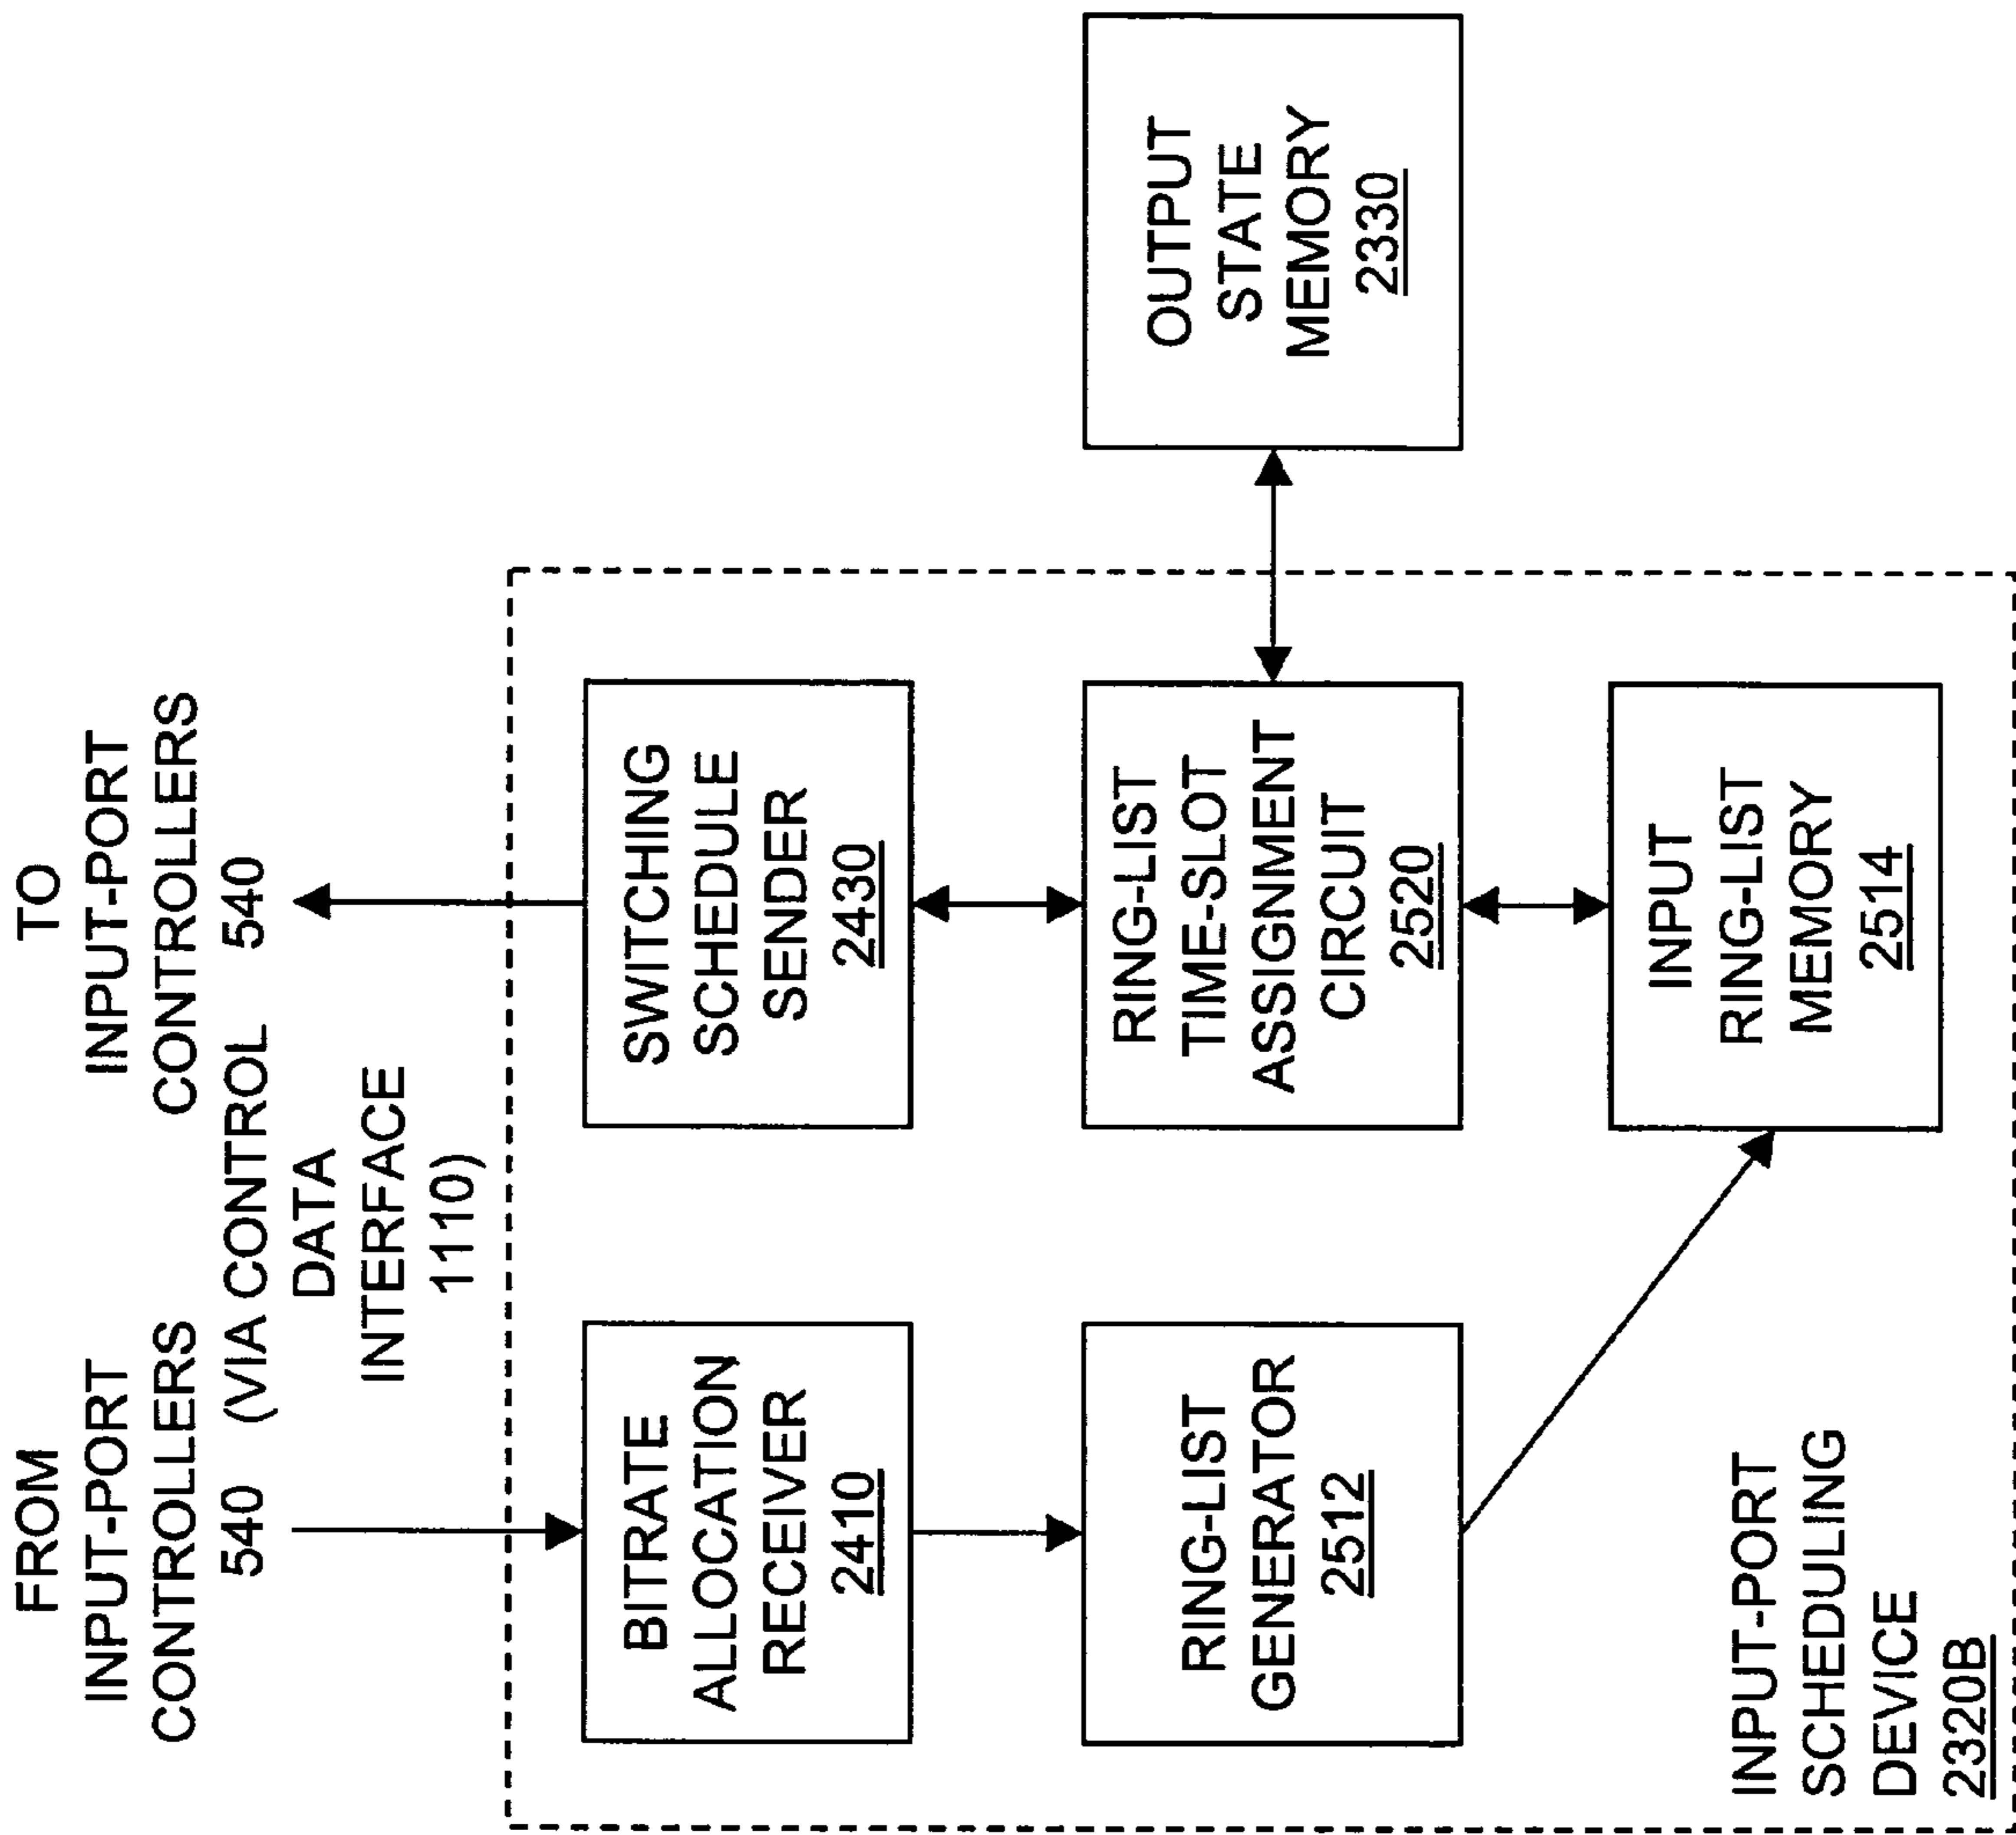 FROM
INPUT-PORT
CONTROLLERS
540 (VIA CONTROL 540
DATA
INTERFACE
1110)
TO
INPUT-PORT
CONTROLLERS
BITRATE
ALLOCATION
RECEIVER
2410
SWITCHING
SCHEDULE
SENDER
2430
RING-LIST
GENERATOR
2512
RING-LIST
TIME-SLOT
ASSIGNMENT
CIRCUIT
2520
OUTPUT
STATE
MEMORY
2330
INPUT
RING-LIST
MEMORY
2514
INPUT-PORT
SCHEDULING
DEVICE
2320B